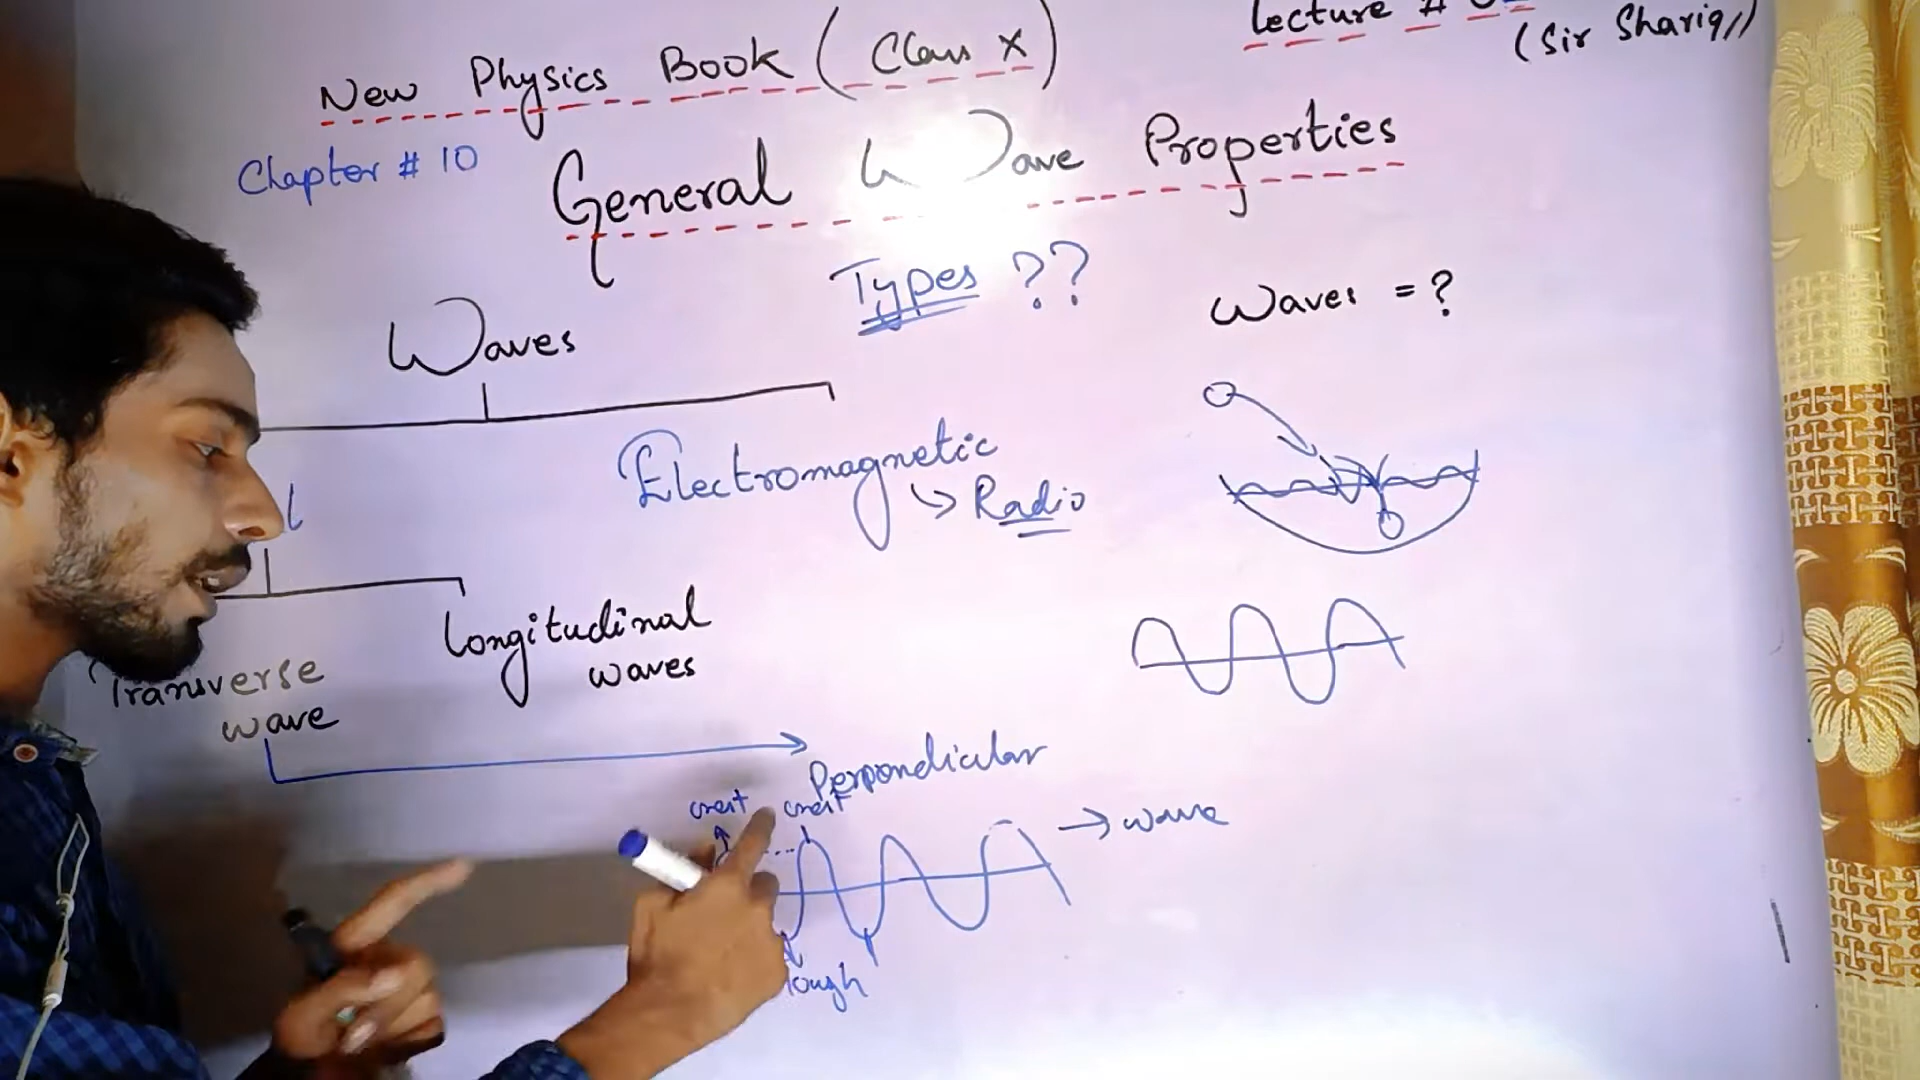 New Physics Book (Class X)
Lecture #
(Sir Shariq)
Chapter # 10
General Wave Properties
Types ??
Waves = ?
Waves
Electromagnetic
↳ Radio
l
Longitudinal
waves
Transverse
wave
Perpendicular
crest crest
→ wave
rough